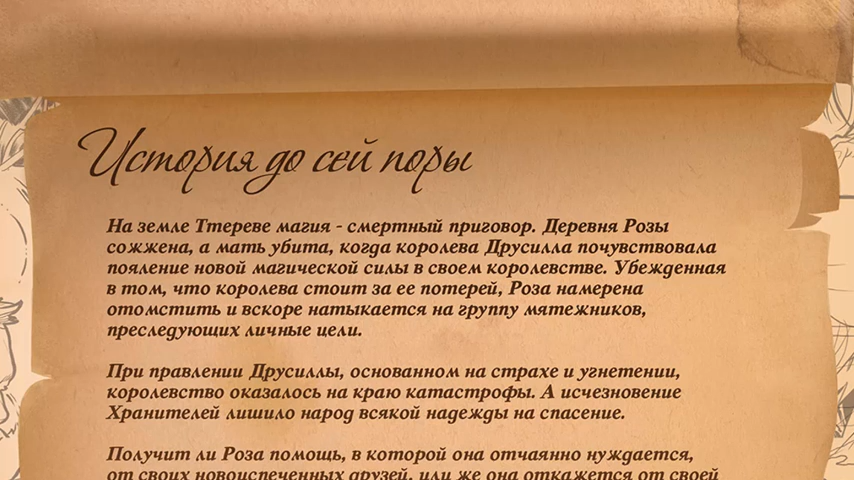 История до сей поры
На земле Ттереве магия - смертный приговор. Деревня Розы
сожжена, а мать убита, когда королева Друсилла почувствовала
пояление новой магической силы в своем королевстве. Убежденная
в том, что королева стоит за ее потерей, Роза намерена
отомстить и вскоре натыкается на группу мятежников,
преследующих личные цели.
При правлении Друсиллы, основанном на страхе и угнетении,
королевство оказалось на краю катастрофы. А исчезновение
Хранителей лишило народ всякой надежды на спасение.
Получит ли Роза помощь, в которой она отчаянно нуждается,
от своих новоиспеченных друзей, или же она откажется от своей